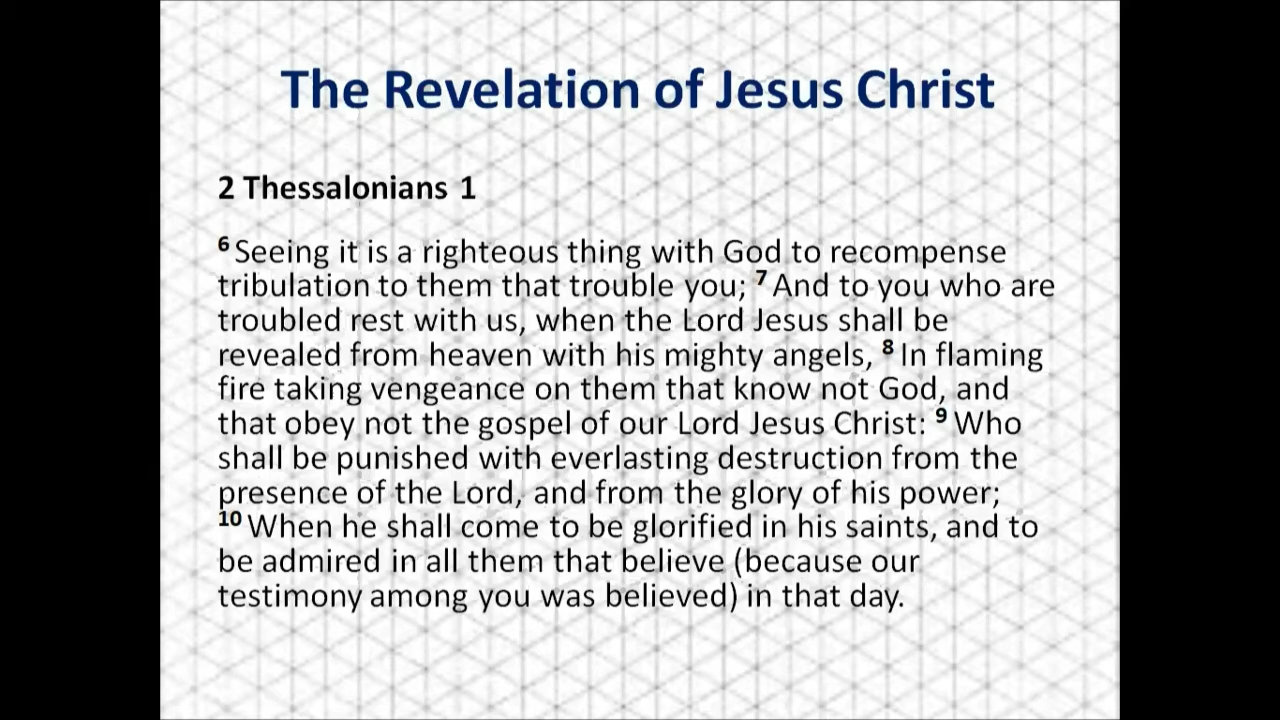 The Revelation of Jesus Christ
2 Thessalonians 1
6 Seeing it is a righteous thing with God to recompense
tribulation to them that trouble you; 7 And to you who are
troubled rest with us, when the Lord Jesus shall be
revealed from heaven with his mighty angels, 8 In flaming
fire taking vengeance on them that know not God, and
that obey not the gospel of our Lord Jesus Christ: 9 Who
shall be punished with everlasting destruction from the
presence of the Lord, and from the glory of his power;
10 When he shall come to be glorified in his saints, and to
be admired in all them that believe (because our
testimony among you was believed) in that day.